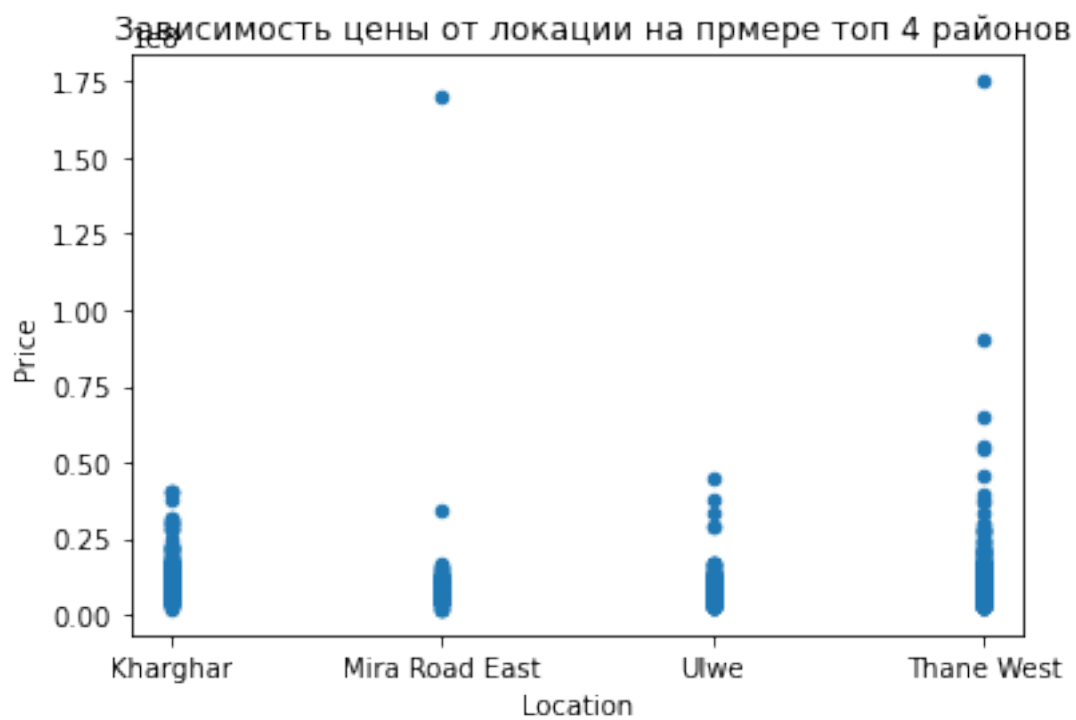 Зависимость цены от локации на прмере топ 4 районов
1e8
1.75
1.50
1.25
1.00
0.75
0.50
0.25
0.00
Price
Kharghar Mira Road East Ulwe Thane West
Location